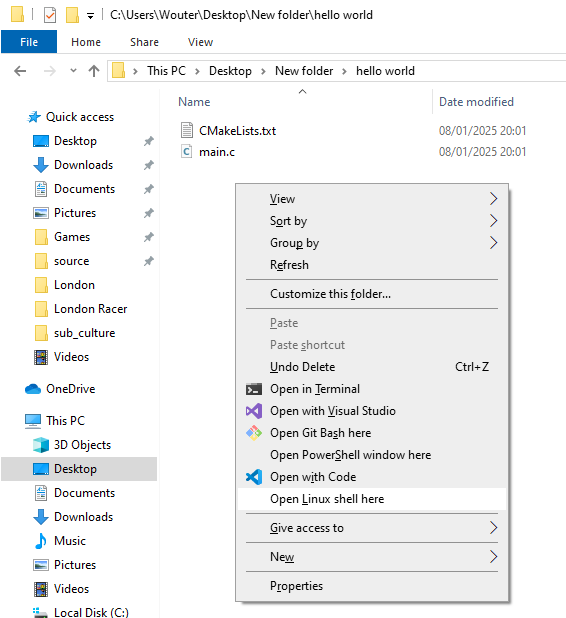 C:\Users\Wouter\Desktop\New folder\hello world
File Home Share View
This PC Desktop New folder hello world
Name Date modified
CMakeLists.txt 08/01/2025 20:01
main.c 08/01/2025 20:01
Quick access
Desktop
Downloads
Documents
Pictures
Games
source
London
London Racer
sub_culture
Videos
OneDrive
This PC
3D Objects
Desktop
Documents
Downloads
Music
Pictures
Videos
Local Disk (C:)
View
Sort by
Group by
Refresh
Customize this folder...
Paste
Paste shortcut
Undo Delete Ctrl+Z
Open in Terminal
Open with Visual Studio
Open Git Bash here
Open PowerShell window here
Open with Code
Open Linux shell here
Give access to
New
Properties